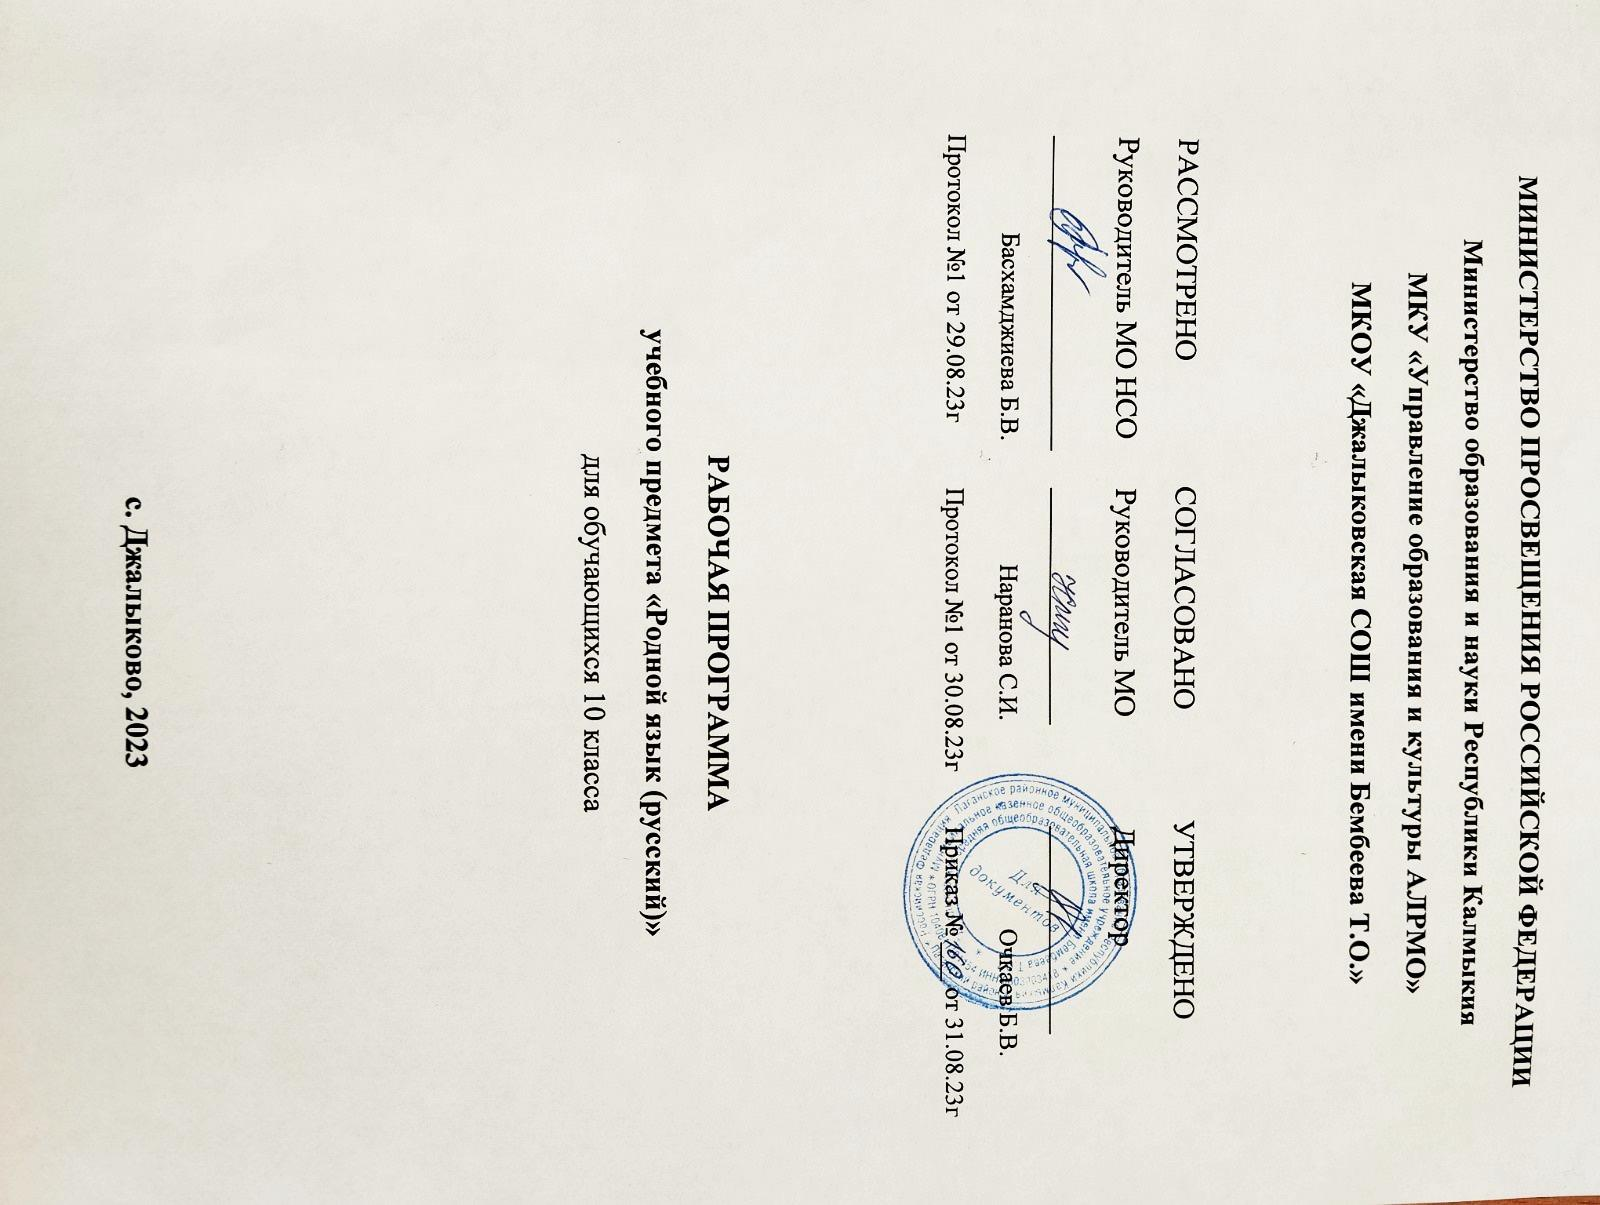 МИНИСТЕРСТВО ПРОСВЕЩЕНИЯ РОССИЙСКОЙ ФЕДЕРАЦИИ
Министерство образования и науки Республики Калмыкия
МКУ «Управление образования и культуры АЛРМО»
МКОУ «Джалыковская СОШ имени Бембеева Т.О.»
РАССМОТРЕНО
Руководитель МО НСО
Басхамджиева Б.В.
Протокол №1 от 29.08.23г
СОГЛАСОВАНО
Руководитель МО
Наранова С.И.
Протокол №1 от 30.08.23г
УТВЕРЖДЕНО
Директор
Очкаев Б.В.
Приказ № 160 от 31.08.23г
Для
документов
РАБОЧАЯ ПРОГРАММА
учебного предмета «Родной язык (русский)»
для обучающихся 10 класса
с. Джалыково, 2023